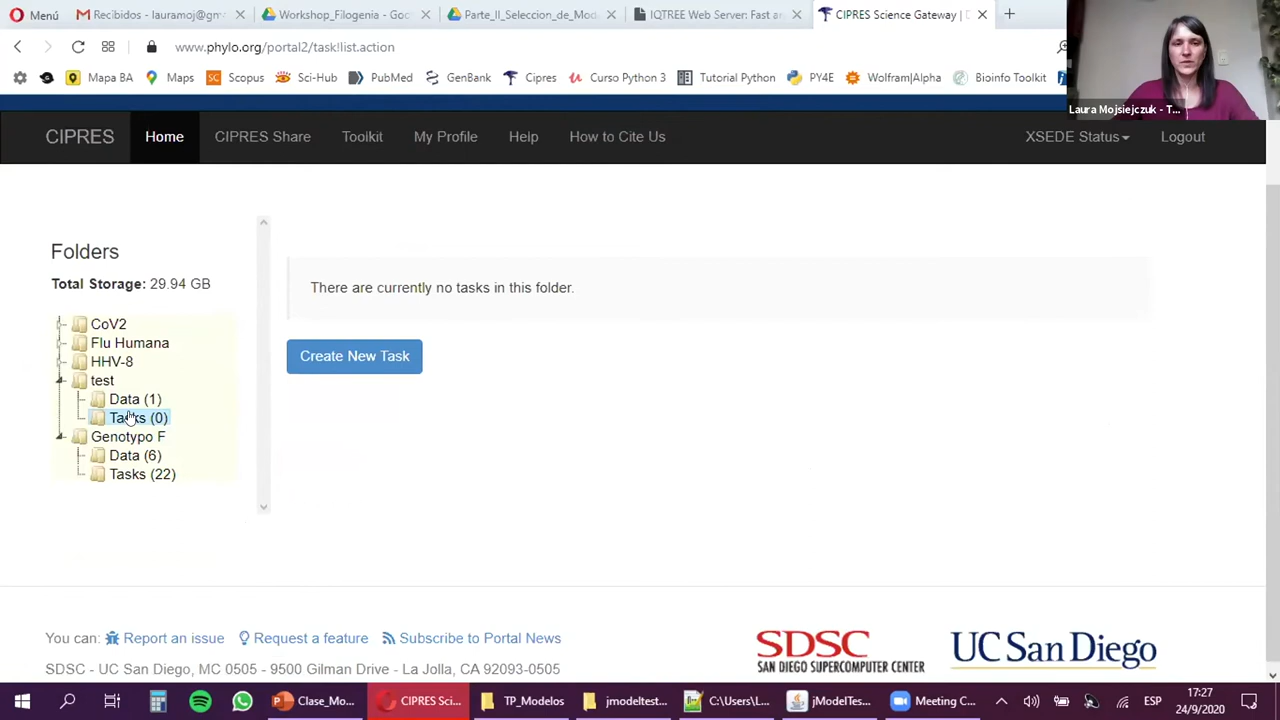 Recibidos - lauramoj@gm
Workshop_Filogenia - Goo
Parte_II_Seleccion_de_Mod
IQTREE Web Server: Fast an
CIPRES Science Gateway | D
www.phylo.org/portal2/task!list.action
Mapa BA
Maps
Scopus
Sci-Hub
PubMed
GenBank
Cipres
Curso Python 3
Tutorial Python
PY4E
Wolfram|Alpha
Bioinfo Toolkit
Laura Mojsiejczuk - T...
CIPRES
Home
CIPRES Share
Toolkit
My Profile
Help
How to Cite Us
XSEDE Status
Logout
Folders
Total Storage: 29.94 GB
CoV2
Flu Humana
HHV-8
test
Data (1)
Tasks (0)
Genotypo F
Data (6)
Tasks (22)
There are currently no tasks in this folder.
Create New Task
You can: Report an issue Request a feature Subscribe to Portal News
SDSC - UC San Diego, MC 0505 - 9500 Gilman Drive - La Jolla, CA 92093-0505
SDSC
SAN DIEGO SUPERCOMPUTER CENTER
UC San Diego
Menú
Clase_Mo...
CIPRES Sci...
TP_Modelos
jmodeltest...
C:\Users\L...
jModelTes...
Meeting C...
ESP
17:27
24/9/2020